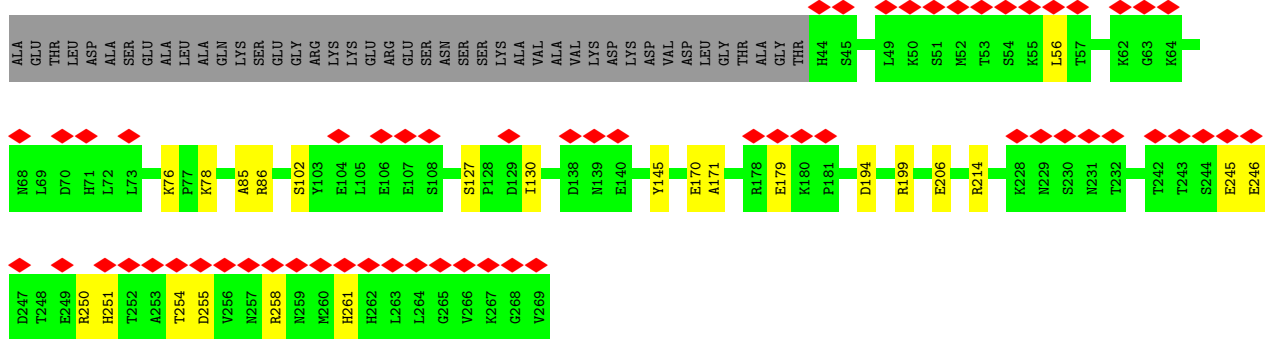 ALA GLU THR LEU ASP ALA SER GLU ALA LEU ALA GLN LYS SER GLU GLY ARG LYS LYS GLU ARG GLU SER ASN SER SER LYS ALA VAL ALA VAL LYS ASP LYS ASP VAL ASP LEU GLY THR ALA GLY THR H44 S45 L49 K50 S51 M52 T53 S54 K55 L56 T57 K62 G63 K64
N68 L69 D70 H71 L72 L73 K76 P77 K78 A85 R86 S102 Y103 E104 L105 E106 E107 S108 S127 P128 D129 I130 D138 N139 E140 Y145 E170 A171 R178 E179 K180 P181 D194 R199 E206 R214 K228 N229 S230 N231 T232 T242 T243 S244 E245 E246
D247 T248 E249 R250 H251 T252 A253 T254 D255 V256 N257 R258 N259 M260 H261 H262 L263 L264 G265 V266 K267 G268 V269